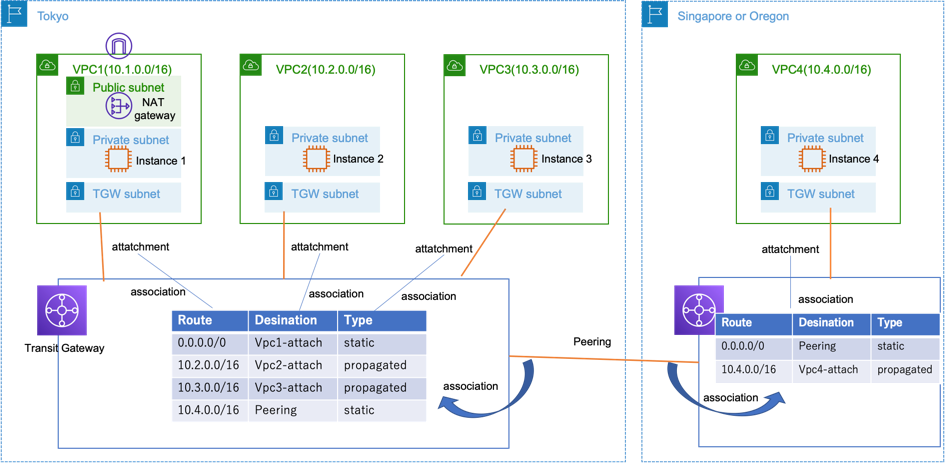 Tokyo
Singapore or Oregon
VPC1(10.1.0.0/16)
VPC2(10.2.0.0/16)
VPC3(10.3.0.0/16)
VPC4(10.4.0.0/16)
Public subnet
NAT
gateway
Private subnet
Private subnet
Private subnet
Private subnet
Instance 1
Instance 2
Instance 3
Instance 4
TGW subnet
TGW subnet
TGW subnet
TGW subnet
attatchment
attatchment
attatchment
attatchment
association
association
association
association
Transit Gateway
Route Desination Type
0.0.0.0/0 Vpc1-attach static
10.2.0.0/16 Vpc2-attach propagated
10.3.0.0/16 Vpc3-attach propagated
10.4.0.0/16 Peering static
association
Peering
Route Desination Type
0.0.0.0/0 Peering static
10.4.0.0/16 Vpc4-attach propagated
association